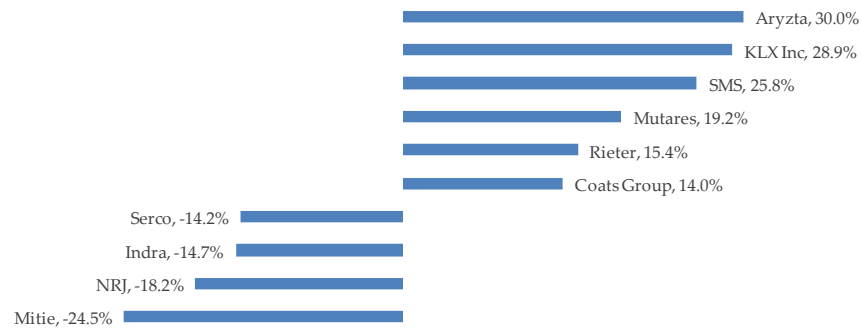 Aryzta, 30.0%
KLX Inc, 28.9%
SMS, 25.8%
Mutares, 19.2%
Rieter, 15.4%
Coats Group, 14.0%
Serco, -14.2%
Indra, -14.7%
NRJ, -18.2%
Mitie, -24.5%